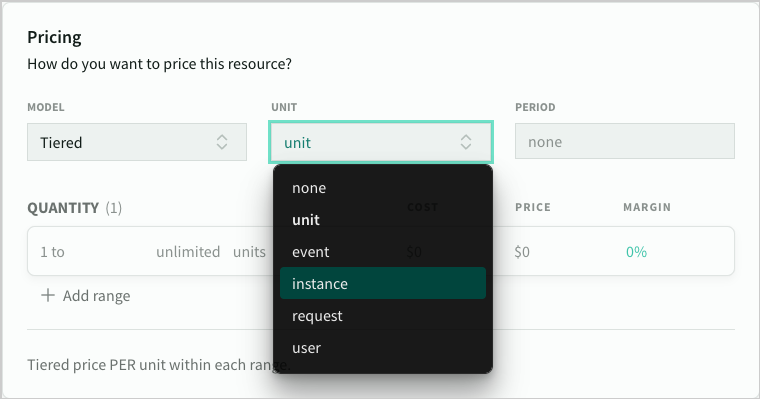 Pricing
How do you want to price this resource?
MODEL UNIT PERIOD
Tiered unit none
none
unit
event
instance
request
user
QUANTITY (1) COST PRICE MARGIN
1 to unlimited units $0 $0 0%
Add range
Tiered price PER unit within each range.